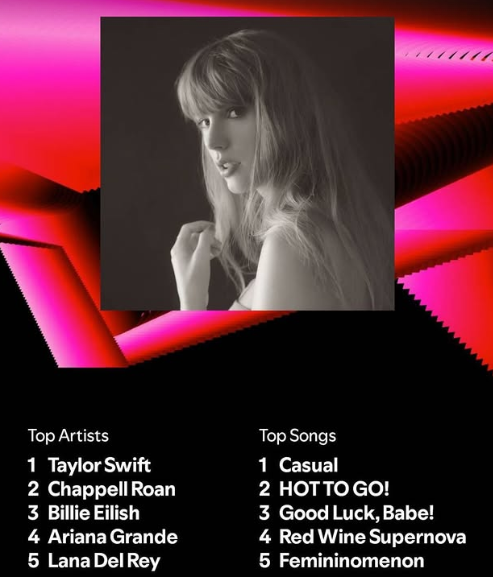 Top Artists
1 Taylor Swift
2 Chappell Roan
3 Billie Eilish
4 Ariana Grande
5 Lana Del Rey
Top Songs
1 Casual
2 HOT TO GO!
3 Good Luck, Babe!
4 Red Wine Supernova
5 Femininomenon